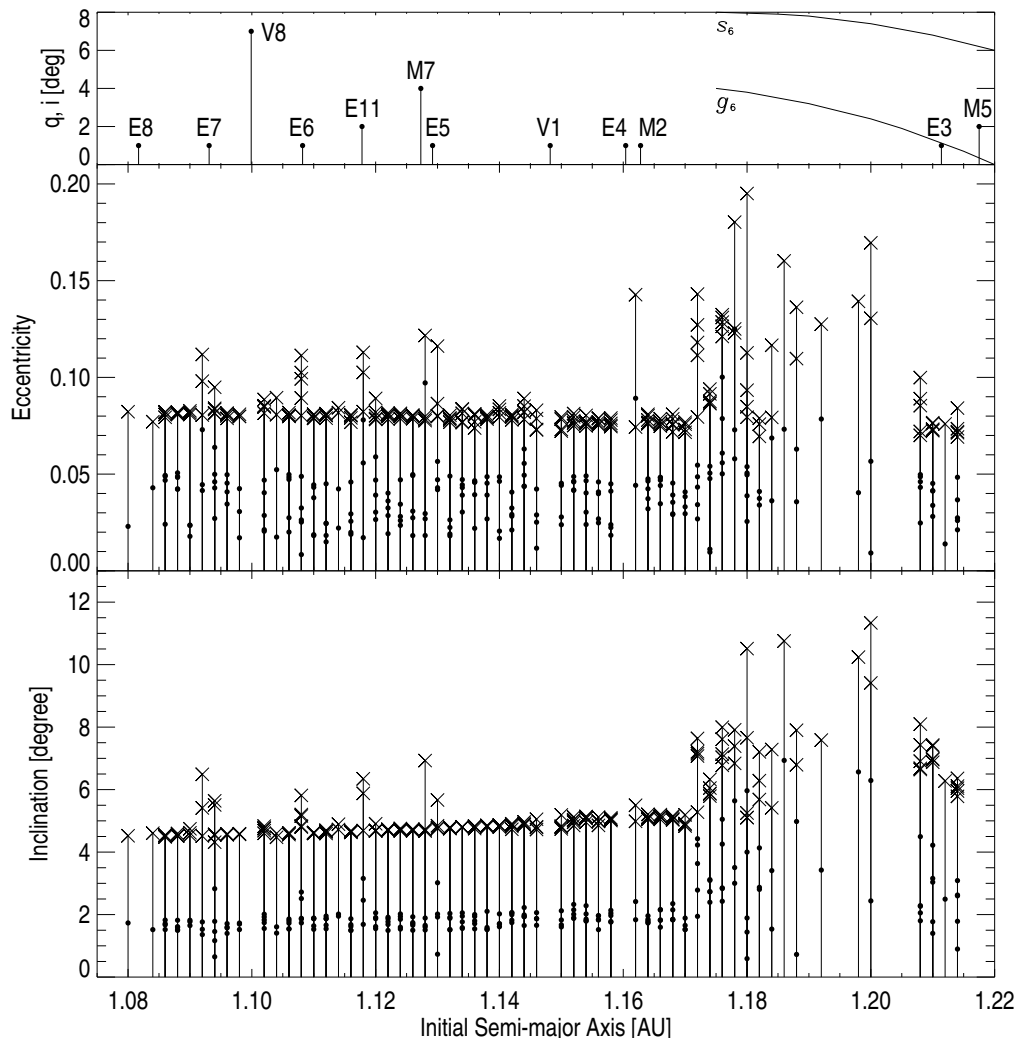 8
6
4
2
0
q, i [deg]
E8
E7
V8
E6
E11
M7
E5
V1
E4
M2
s₆
g₆
E3
M5
0.20
0.15
0.10
0.05
0.00
Eccentricity
12
10
8
6
4
2
0
Inclination [degree]
1.08 1.10 1.12 1.14 1.16 1.18 1.20 1.22
Initial Semi-major Axis [AU]